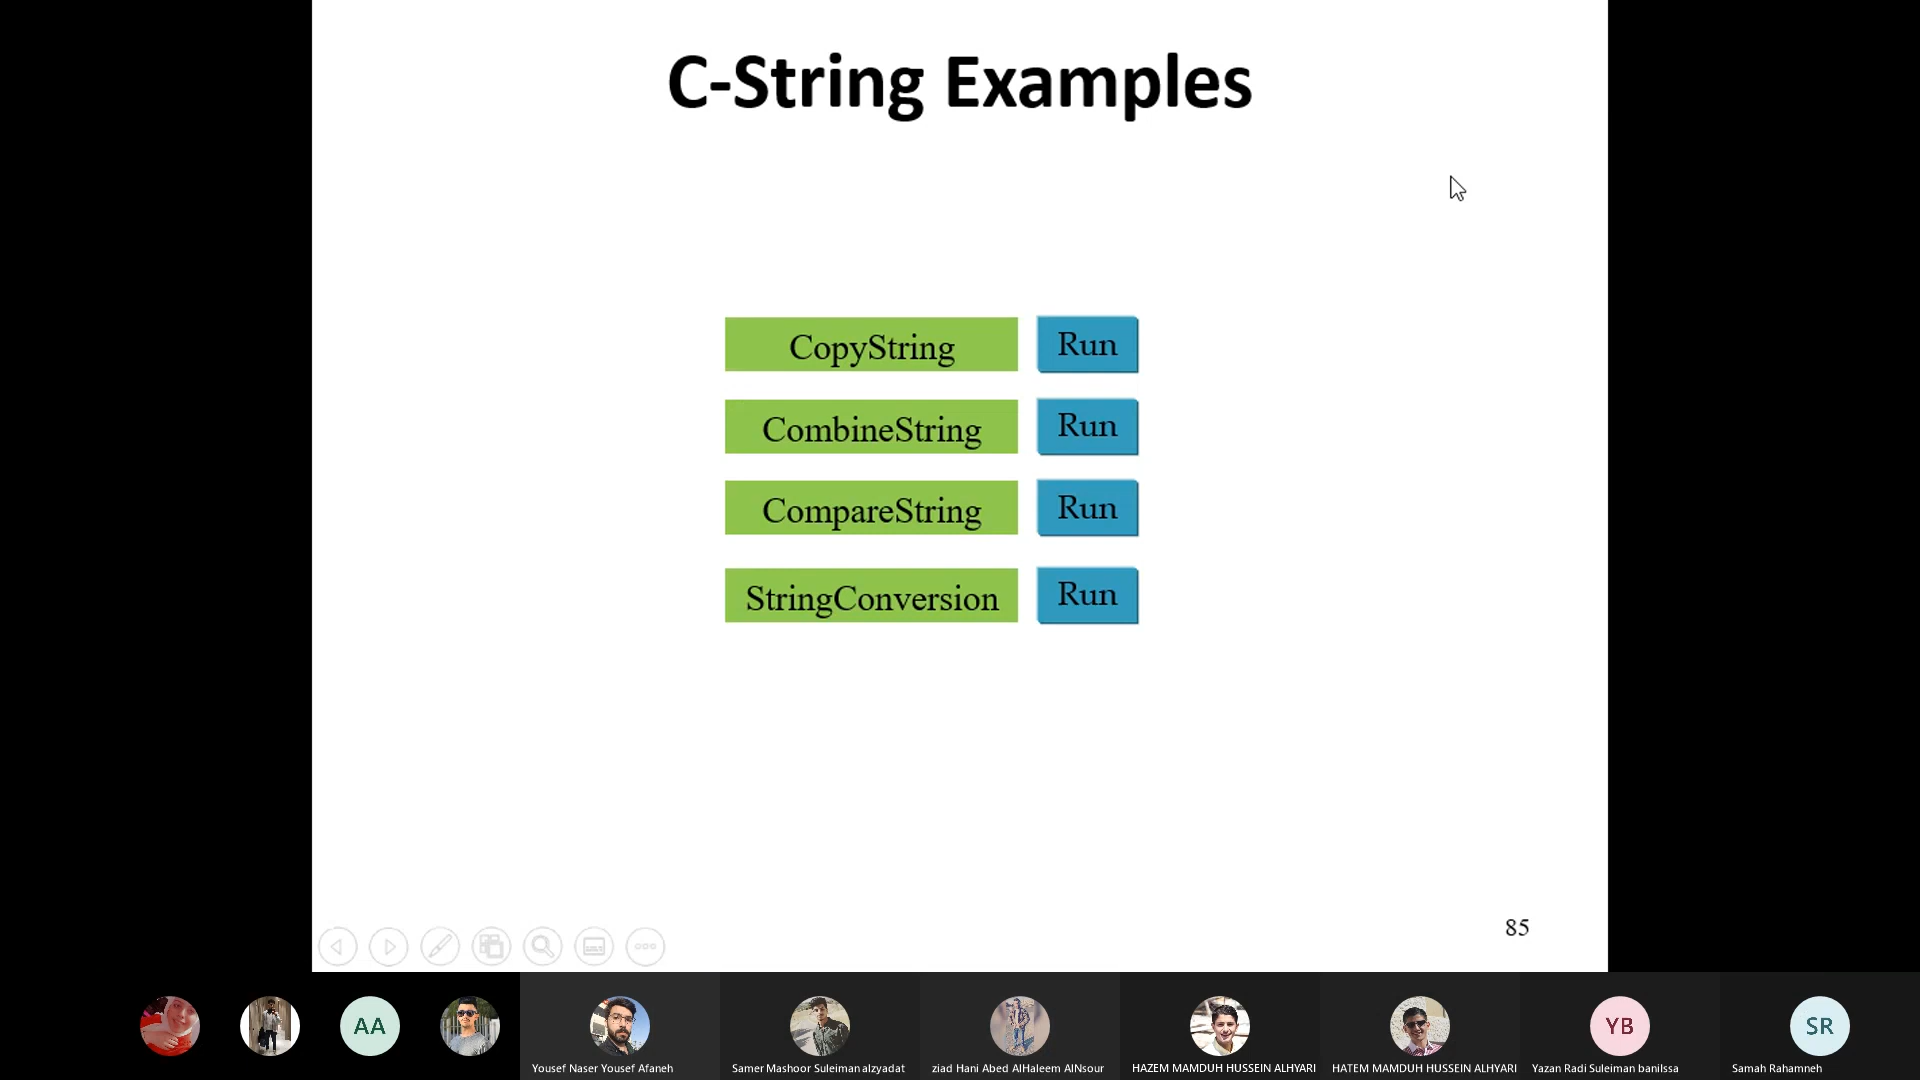 C-String Examples
CopyString Run
CombineString Run
CompareString Run
StringConversion Run
85
AA
YB
SR
Yousef Naser Yousef Afaneh
Samer Mashoor Suleiman alzyadat
ziad Hani Abed AlHaleem AlNsour
HAZEM MAMDUH HUSSEIN ALHYARI
HATEM MAMDUH HUSSEIN ALHYARI
Yazan Radi Suleiman baniIssa
Samah Rahamneh